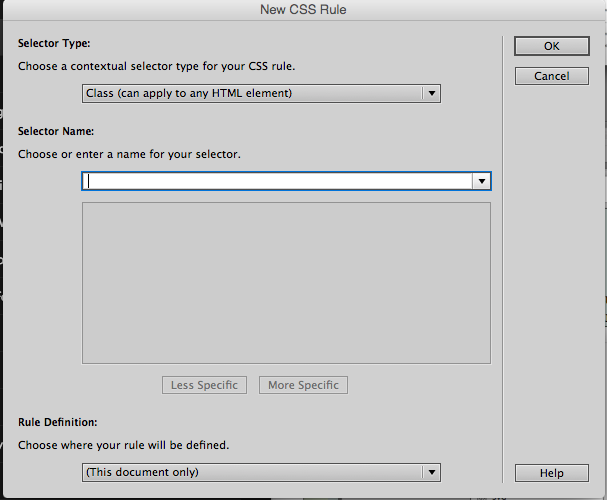 New CSS Rule
Selector Type:
OK
Choose a contextual selector type for your CSS rule.
Cancel
Class (can apply to any HTML element)
Selector Name:
Choose or enter a name for your selector.
Less Specific
More Specific
Rule Definition:
Choose where your rule will be defined.
(This document only)
Help